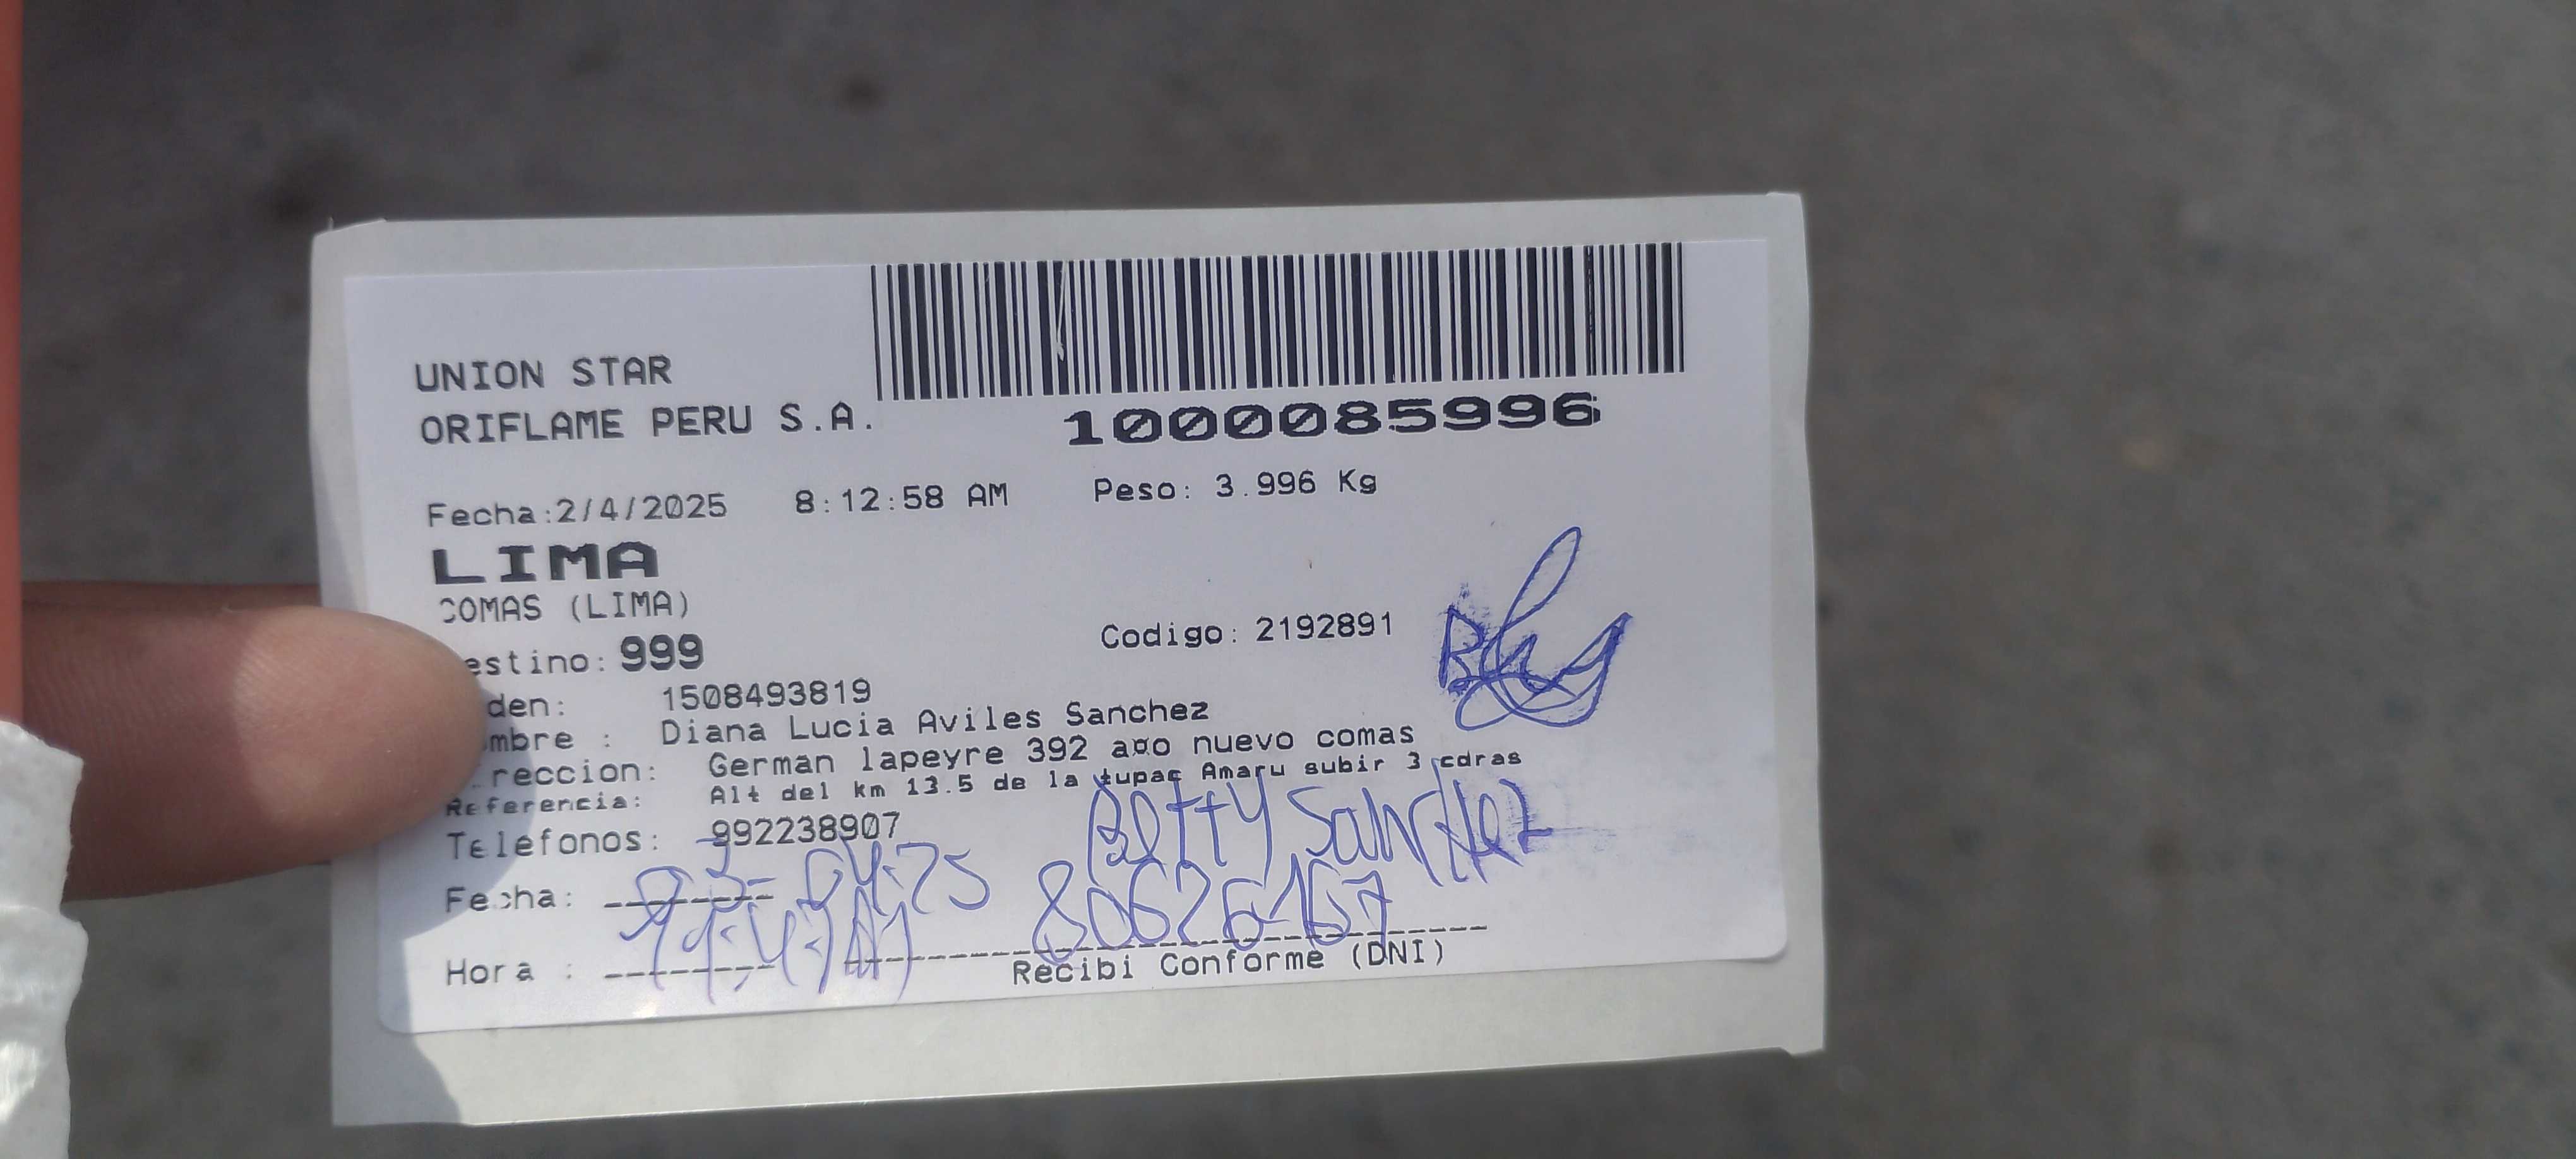 UNION STAR
ORIFLAME PERU S.A.
1000085996
Fecha:2/4/2025 8:12:58 AM Peso: 3.996 Kg
LIMA
COMAS (LIMA)
estino: 999 Codigo: 2192891
den: 1508493819
mbre : Diana Lucia Aviles Sanchez
reccion: German lapeyre 392 ao nuevo comas
Referencia: Alt del km 13.5 de la tupac Amaru subir 3 cdras
Telefonos: 992238907 Betty Sanchez
Fecha: 04.25 80626167
Hora :
Recibi Conforme (DNI)